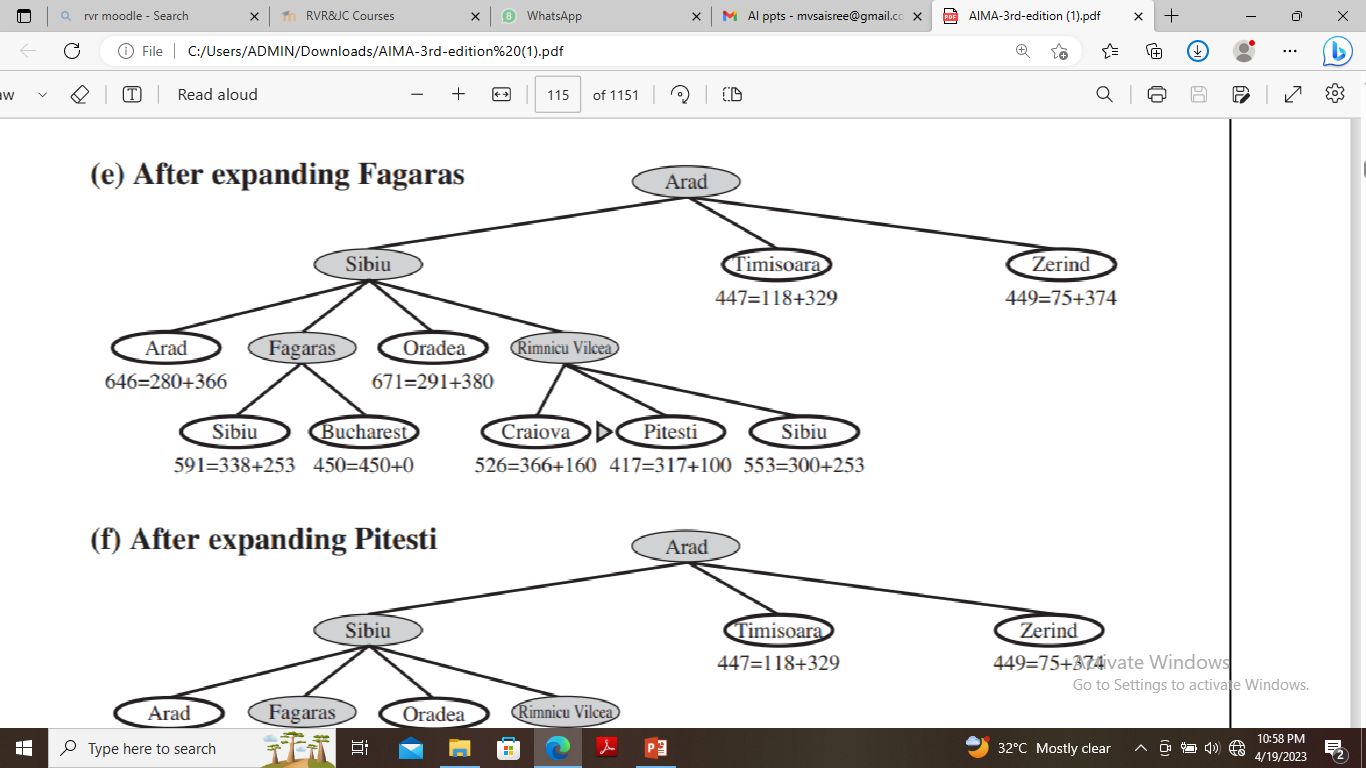 rvr moodle - Search
RVR&JC Courses
WhatsApp
AI ppts - mvsaisree@gmail.cc
AIMA-3rd-edition (1).pdf
File
C:/Users/ADMIN/Downloads/AIMA-3rd-edition%20(1).pdf
aw
Read aloud
115
of 1151
(e) After expanding Fagaras
Arad
Sibiu
Timisoara
Zerind
447=118+329
449=75+374
Arad
Fagaras
Oradea
Rimnicu Vilcea
646=280+366
671=291+380
Sibiu
Bucharest
Craiova
Pitesti
Sibiu
591=338+253
450=450+0
526=366+160
417=317+100
553=300+253
(f) After expanding Pitesti
Arad
Sibiu
Timisoara
Zerind
447=118+329
449=75+374
Activate Windows
Go to Settings to activate Windows.
Arad
Fagaras
Oradea
Rimnicu Vilcea
Type here to search
32°C Mostly clear
10:58 PM
4/19/2023
2